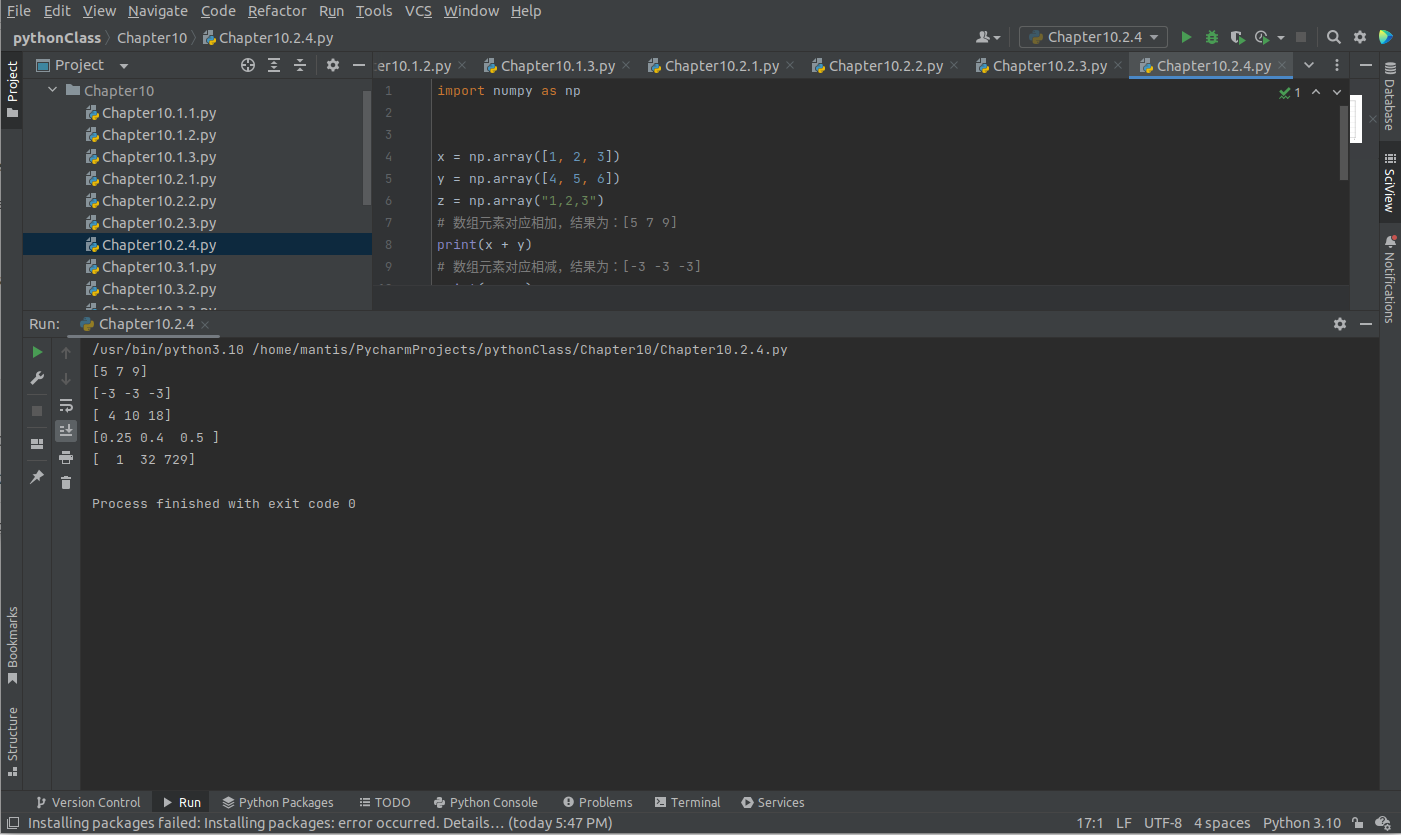 File Edit View Navigate Code Refactor Run Tools VCS Window Help
pythonClass Chapter10 Chapter10.2.4.py
Chapter10.2.4
Project
Project
Chapter10
Chapter10.1.1.py
Chapter10.1.2.py
Chapter10.1.3.py
Chapter10.2.1.py
Chapter10.2.2.py
Chapter10.2.3.py
Chapter10.2.4.py
Chapter10.3.1.py
Chapter10.3.2.py
er10.1.2.py Chapter10.1.3.py Chapter10.2.1.py Chapter10.2.2.py Chapter10.2.3.py Chapter10.2.4.py
1 import numpy as np
2
3
4 x = np.array([1, 2, 3])
5 y = np.array([4, 5, 6])
6 z = np.array("1,2,3")
7 # 数组元素对应相加，结果为：[5 7 9]
8 print(x + y)
9 # 数组元素对应相减，结果为：[-3 -3 -3]
1
Database
SciView
Notifications
Run: Chapter10.2.4
/usr/bin/python3.10 /home/mantis/PycharmProjects/pythonClass/Chapter10/Chapter10.2.4.py
[5 7 9]
[-3 -3 -3]
[ 4 10 18]
[0.25 0.4  0.5 ]
[  1  32 729]
Process finished with exit code 0
Bookmarks
Structure
Version Control Run Python Packages TODO Python Console Problems Terminal Services
Installing packages failed: Installing packages: error occurred. Details... (today 5:47 PM) 17:1 LF UTF-8 4 spaces Python 3.10